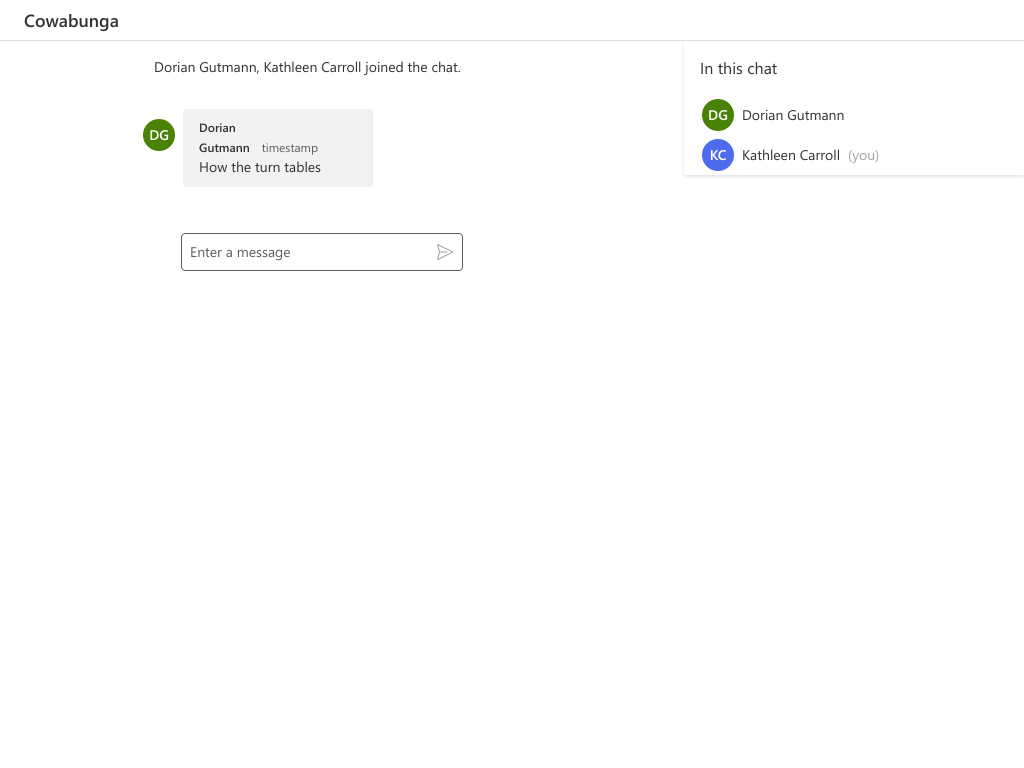 Cowabunga
Dorian Gutmann, Kathleen Carroll joined the chat.
DG
Dorian
Gutmann timestamp
How the turn tables
Enter a message
In this chat
DG Dorian Gutmann
KC Kathleen Carroll (you)